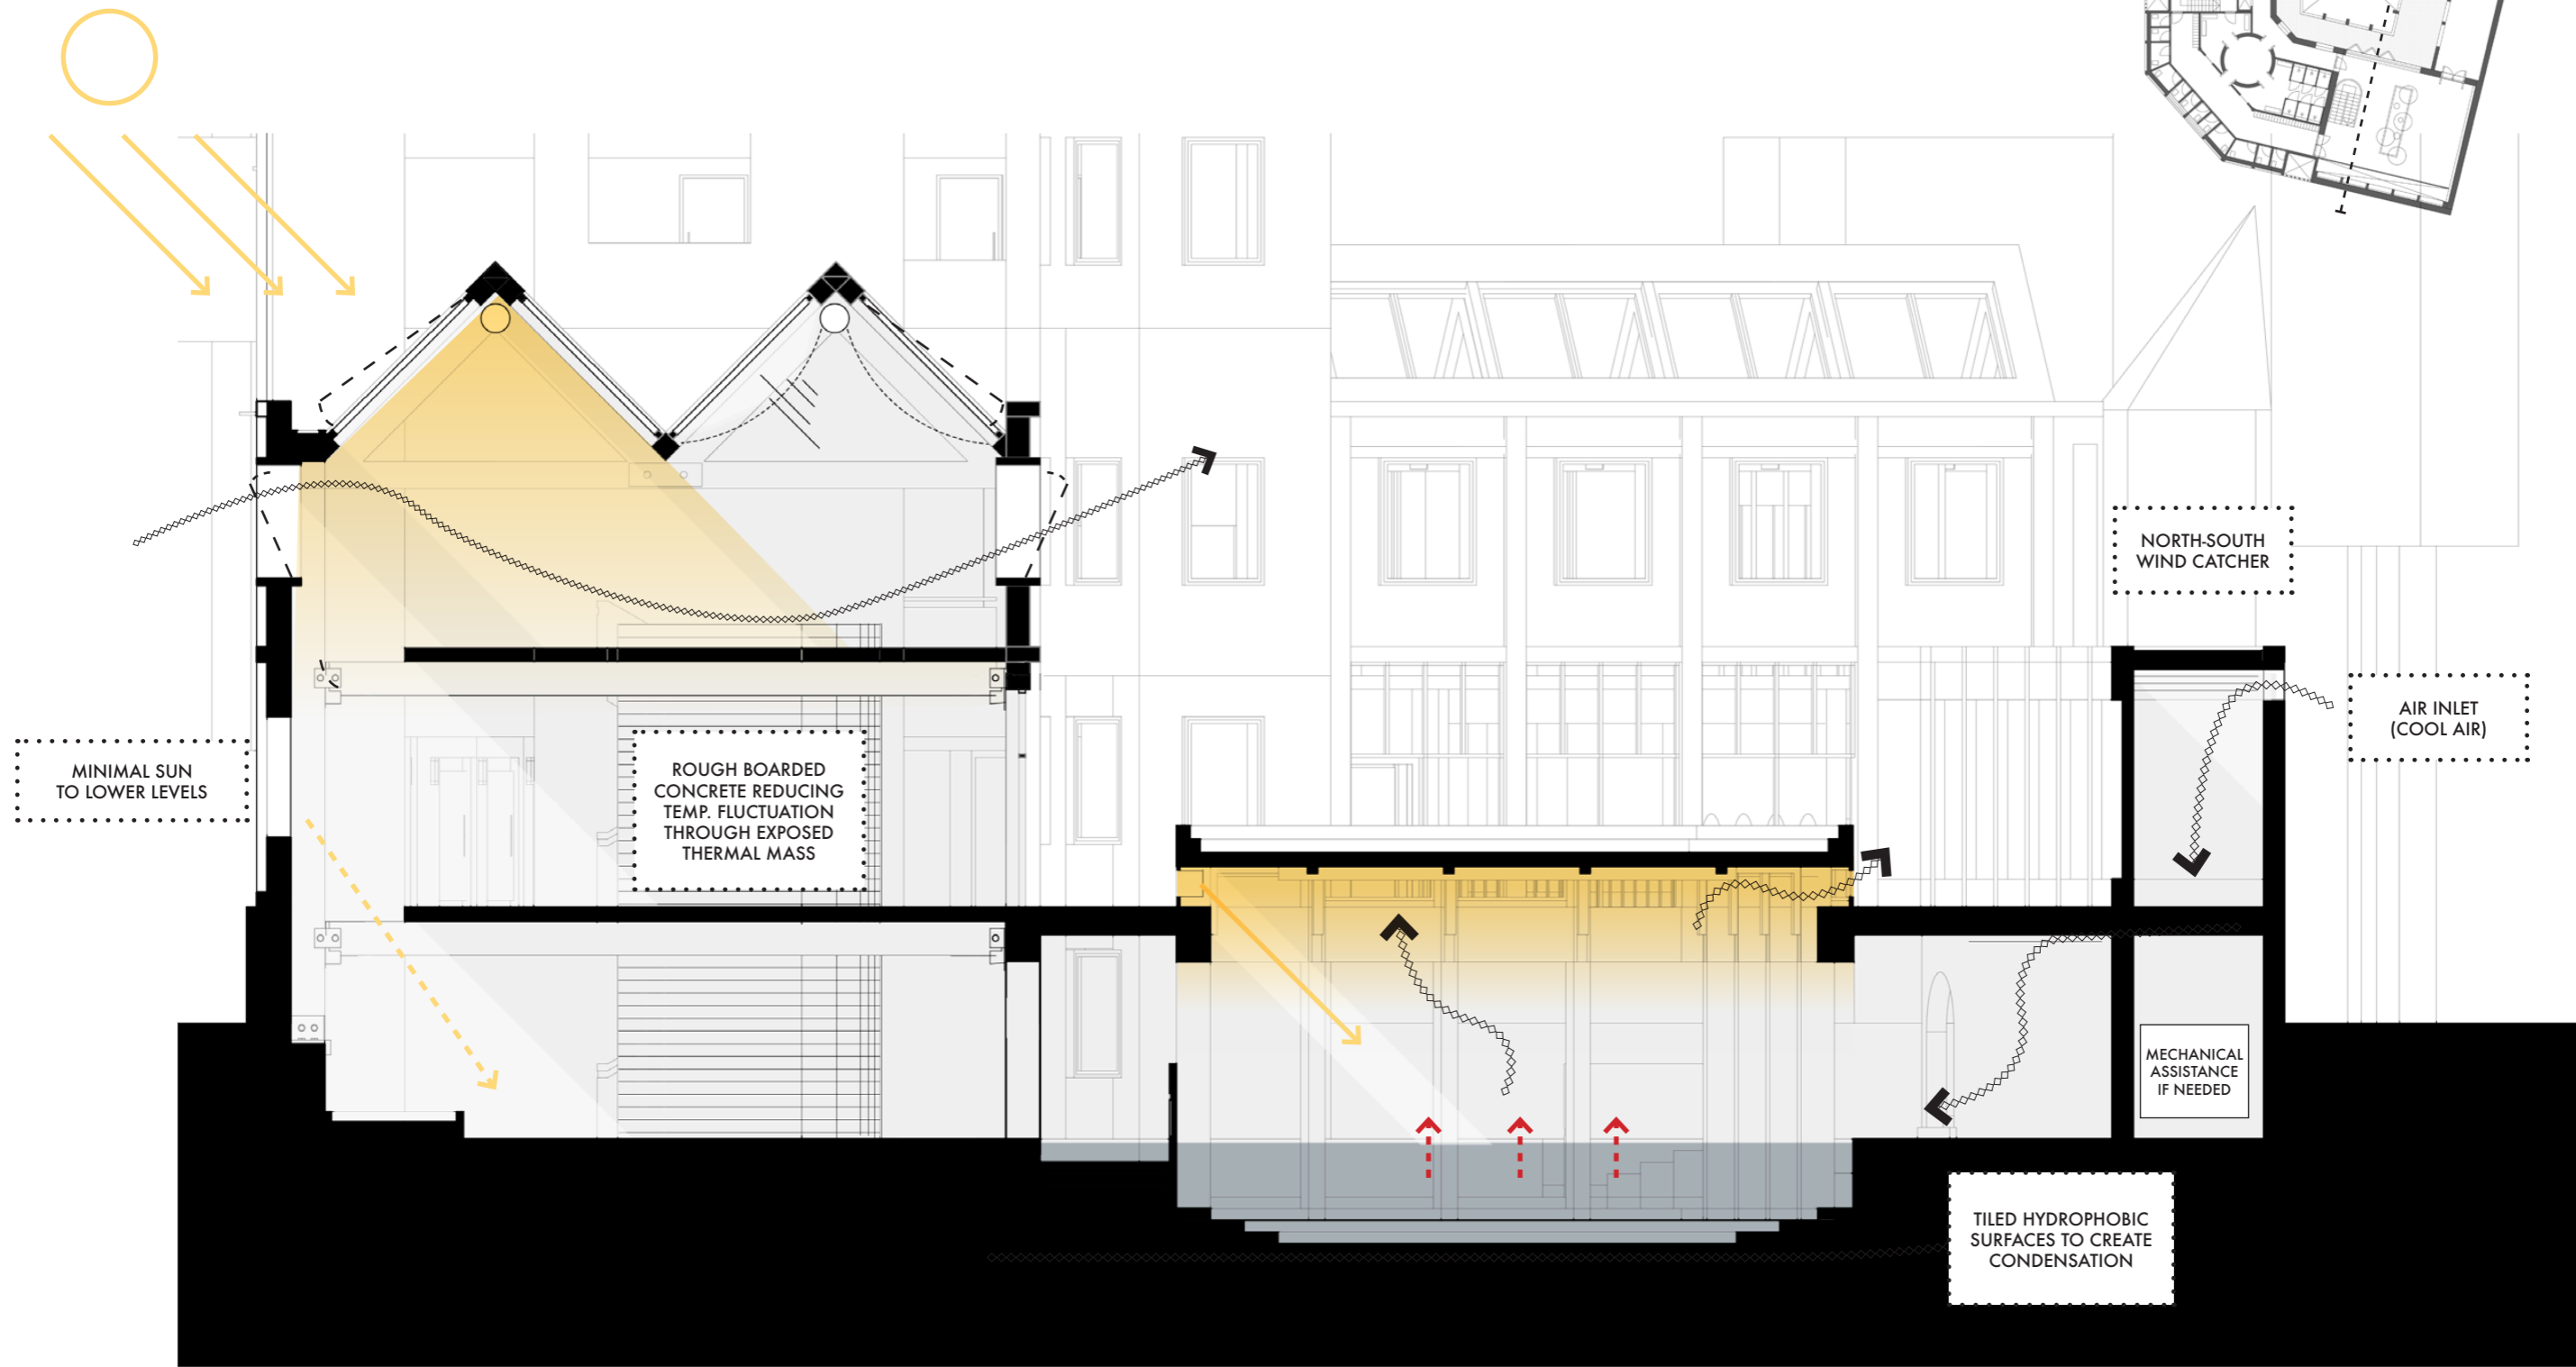 NORTH-SOUTH
WIND CATCHER
AIR INLET
(COOL AIR)
MINIMAL SUN
TO LOWER LEVELS
ROUGH BOARDED
CONCRETE REDUCING
TEMP. FLUCTUATION
THROUGH EXPOSED
THERMAL MASS
MECHANICAL
ASSISTANCE
IF NEEDED
TILED HYDROPHOBIC
SURFACES TO CREATE
CONDENSATION